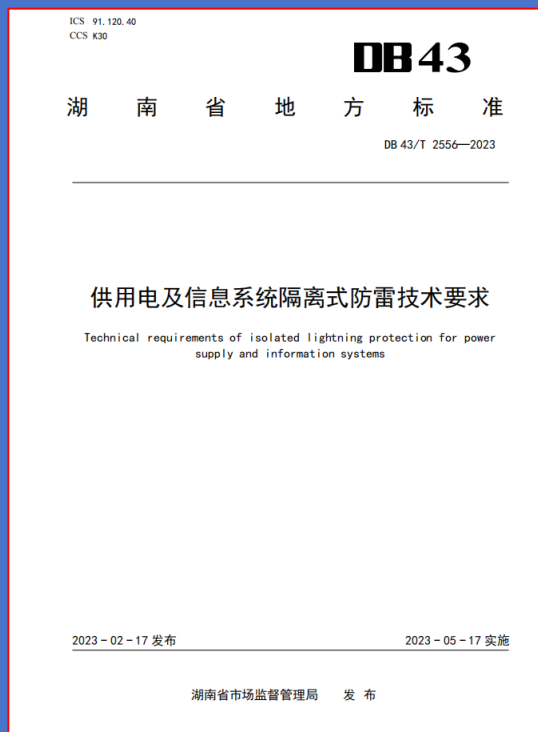 ICS 91.120.40
CCS K30
DB43
湖南省地方标准
DB 43/T 2556—2023
供用电及信息系统隔离式防雷技术要求
Technical requirements of isolated lightning protection for power
supply and information systems
2023-02-17 发布 2023-05-17 实施
湖南省市场监督管理局 发 布